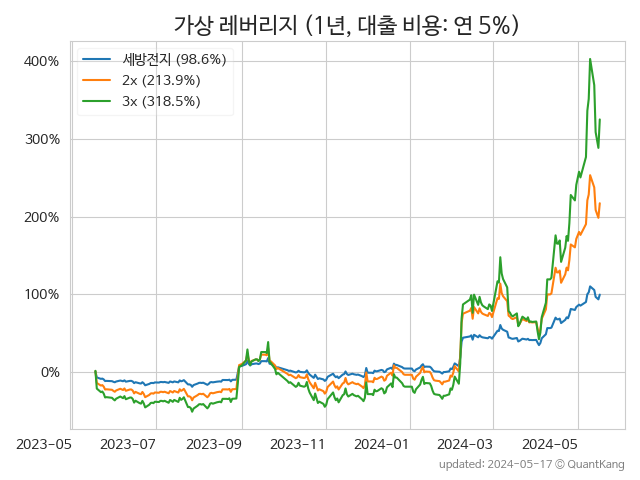 가상 레버리지 (1년, 대출 비용: 연 5%)
세방전지 (98.6%)
2x (213.9%)
3x (318.5%)
400%
300%
200%
100%
0%
2023-05 2023-07 2023-09 2023-11 2024-01 2024-03 2024-05
updated: 2024-05-17 © QuantKang